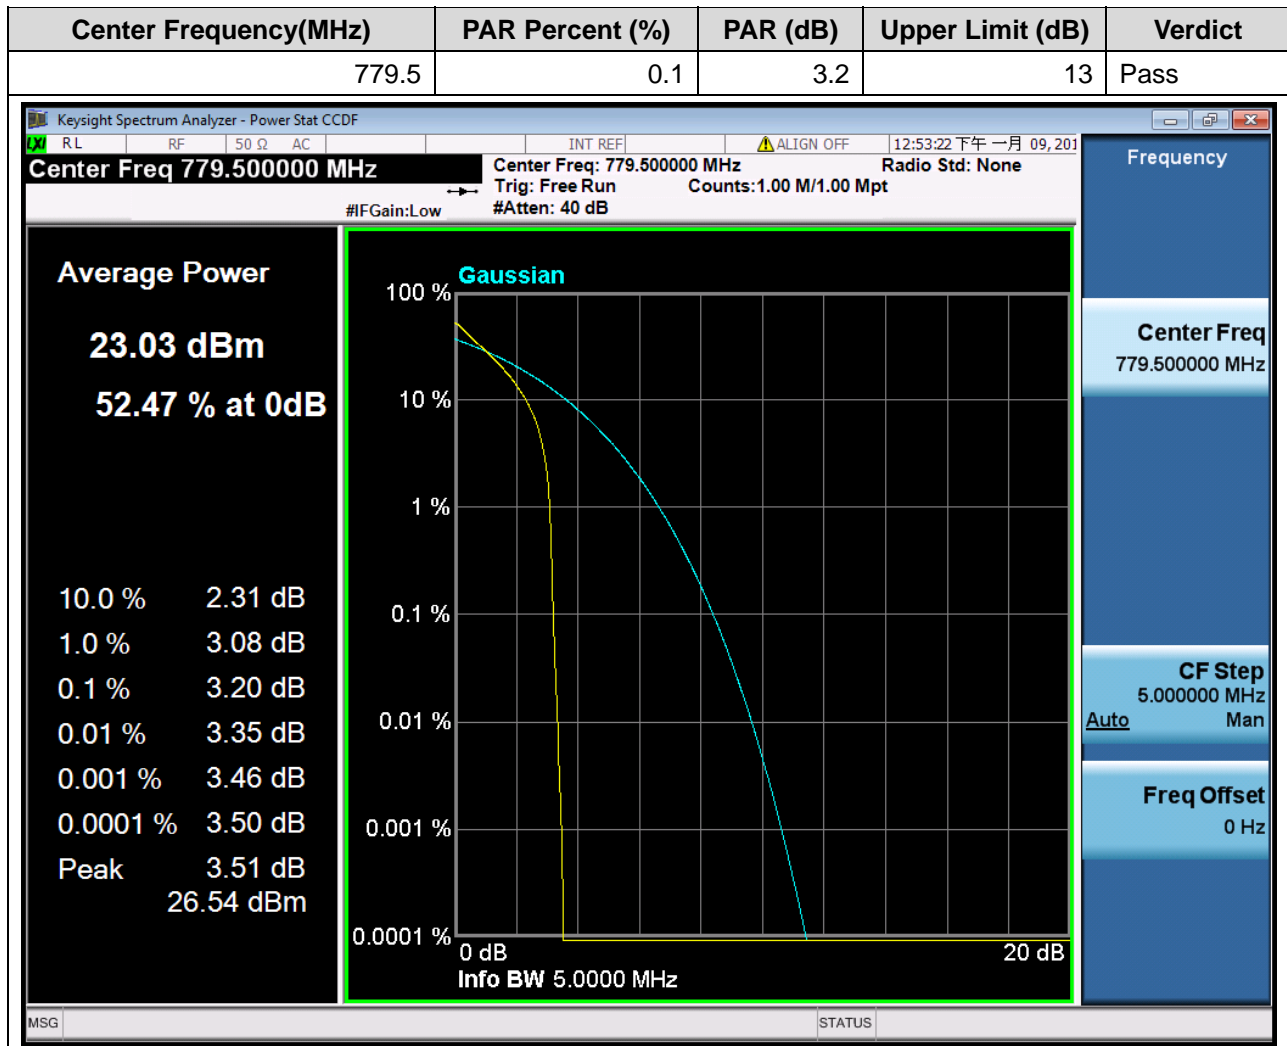 Center Frequency(MHz) PAR Percent (%) PAR (dB) Upper Limit (dB) Verdict
779.5 0.1 3.2 13 Pass
Keysight Spectrum Analyzer - Power Stat CCDF
LXI RL RF 50 Ω AC INT REF ALIGN OFF 12:53:22 下午 一月 09, 201
Center Freq 779.500000 MHz
Center Freq: 779.500000 MHz Radio Std: None
Trig: Free Run Counts:1.00 M/1.00 Mpt
#IFGain:Low #Atten: 40 dB
Average Power
23.03 dBm
52.47 % at 0dB
10.0 % 2.31 dB
1.0 % 3.08 dB
0.1 % 3.20 dB
0.01 % 3.35 dB
0.001 % 3.46 dB
0.0001 % 3.50 dB
Peak 3.51 dB
26.54 dBm
Gaussian
100 %
10 %
1 %
0.1 %
0.01 %
0.001 %
0.0001 %
0 dB 20 dB
Info BW 5.0000 MHz
Frequency
Center Freq
779.500000 MHz
CF Step
5.000000 MHz
Auto Man
Freq Offset
0 Hz
MSG STATUS